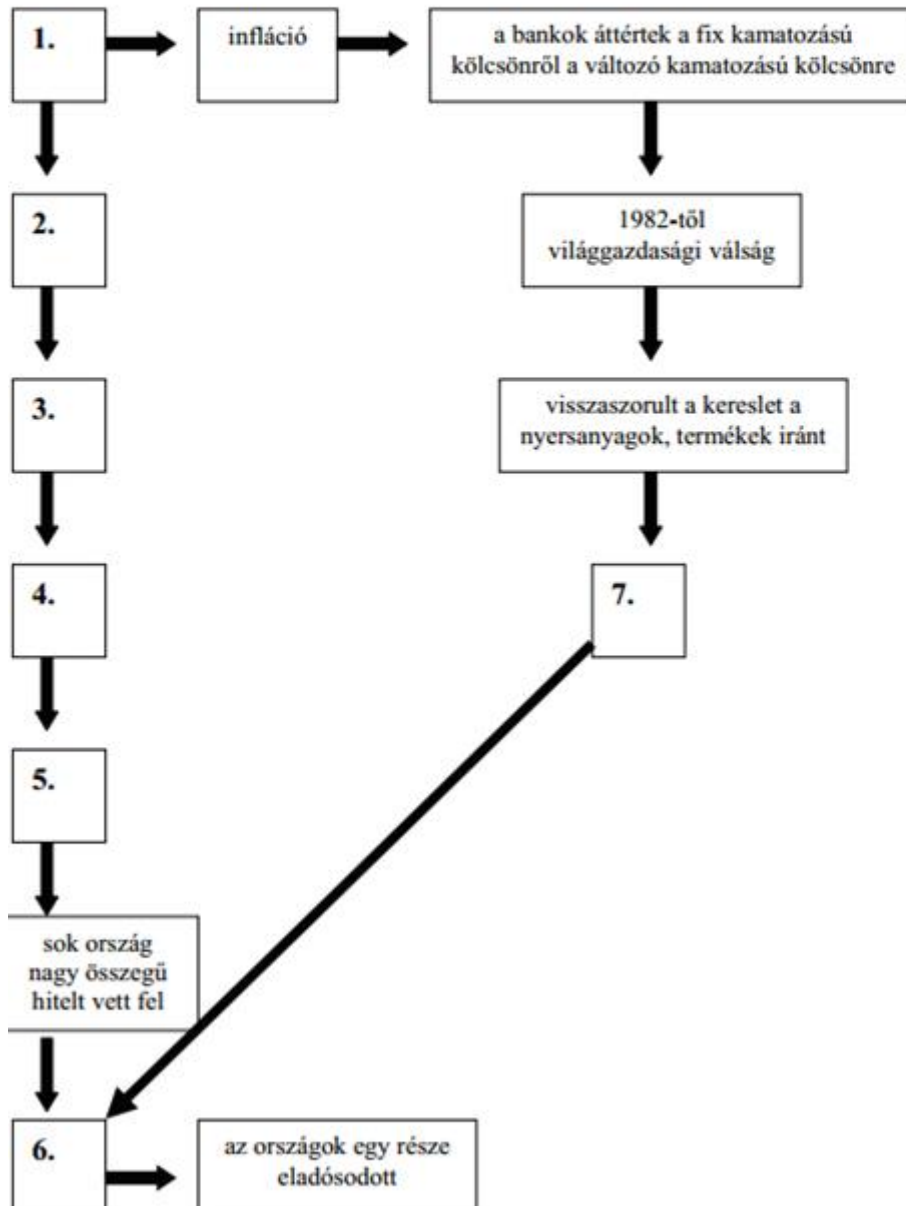 1.
infláció
a bankok áttértek a fix kamatozású
kölcsönről a változó kamatozású kölcsönre
2.
1982-től
világgazdasági válság
3.
visszaszorult a kereslet a
nyersanyagok, termékek iránt
4.
7.
5.
sok ország
nagy összegű
hitelt vett fel
6.
az országok egy része
eladósodott